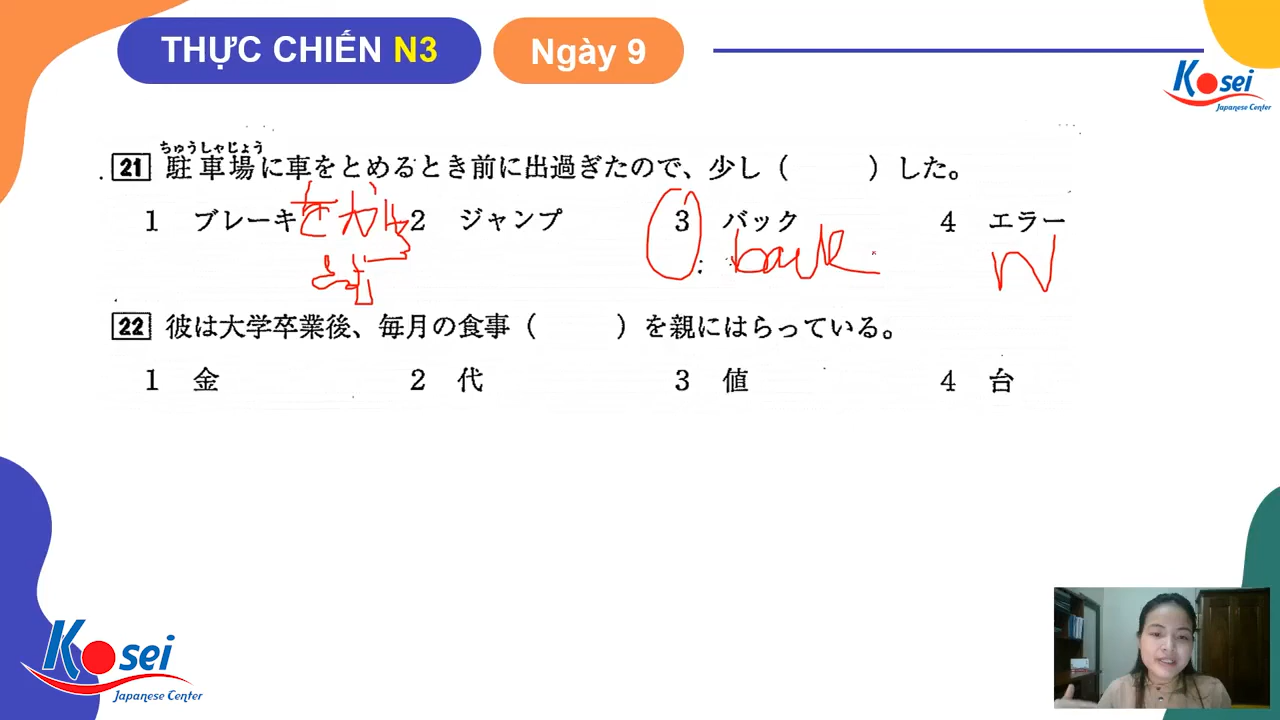 THỰC CHIẾN N3
Ngày 9
Kosei
Japanese Center
ちゅうしゃじょう
21 駐車場に車をとめるとき前に出過ぎたので、少し（　　　）した。
1 ブレーキ 2 ジャンプ 3 バック 4 エラー
back
N
22 彼は大学卒業後、毎月の食事（　　　）を親にはらっている。
1 金 2 代 3 値 4 台
Kosei
Japanese Center